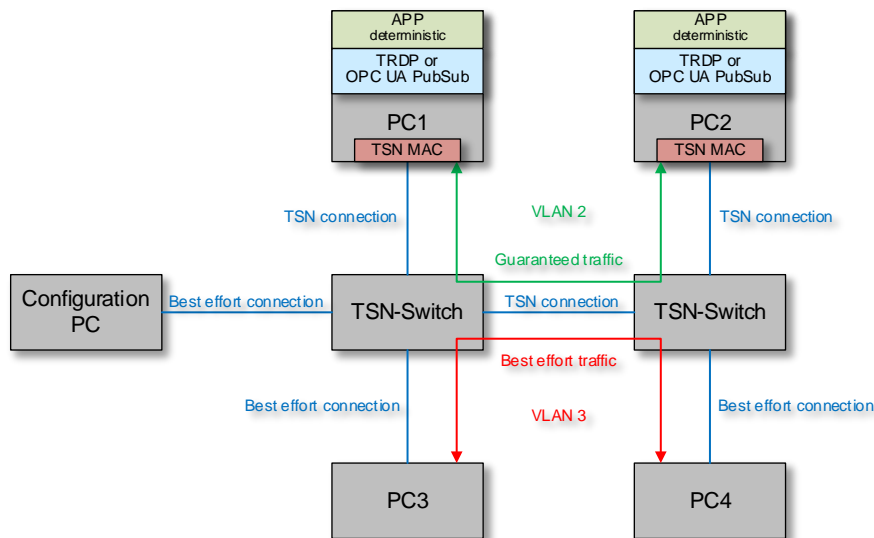 APP
deterministic
APP
deterministic
TRDP or
OPC UA PubSub
TRDP or
OPC UA PubSub
PC1
PC2
TSN MAC
TSN MAC
VLAN 2
TSN connection
TSN connection
Guaranteed traffic
Configuration
PC
Best effort connection
TSN-Switch
TSN connection
TSN-Switch
Best effort traffic
Best effort connection
Best effort connection
VLAN 3
PC3
PC4